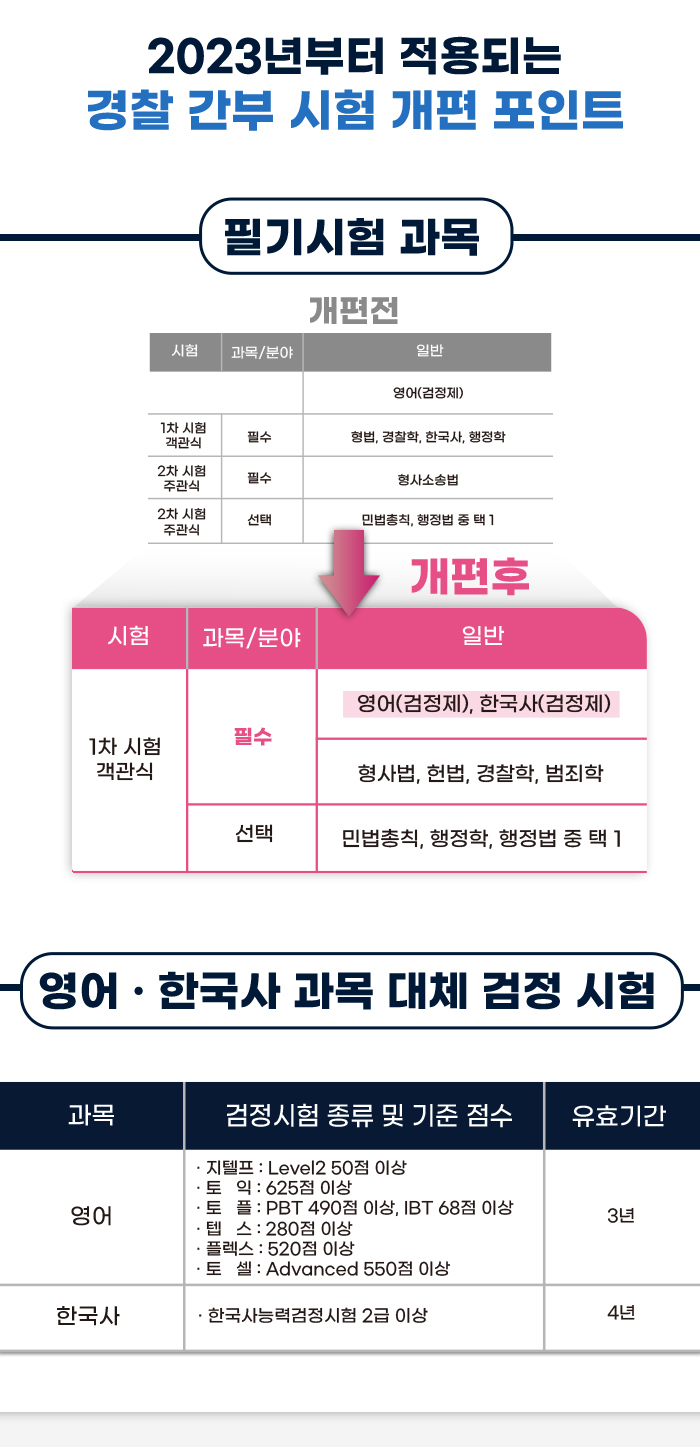 2023년부터 적용되는
경찰 간부 시험 개편 포인트
필기시험 과목
개편전
시험 과목/분야 일반
영어(검정제)
1차 시험 객관식 필수 형법, 경찰학, 한국사, 행정학
2차 시험 주관식 필수 형사소송법
2차 시험 주관식 선택 민법총칙, 행정법 중 택 1
개편후
시험 과목/분야 일반
1차 시험
객관식
필수
영어(검정제), 한국사(검정제)
형사법, 헌법, 경찰학, 범죄학
선택 민법총칙, 행정학, 행정법 중 택 1
영어 · 한국사 과목 대체 검정 시험
과목 검정시험 종류 및 기준 점수 유효기간
영어
· 지텔프 : Level2 50점 이상
· 토 익 : 625점 이상
· 토 플 : PBT 490점 이상, IBT 68점 이상
· 텝 스 : 280점 이상
· 플렉스 : 520점 이상
· 토 셀 : Advanced 550점 이상
3년
한국사 · 한국사능력검정시험 2급 이상 4년